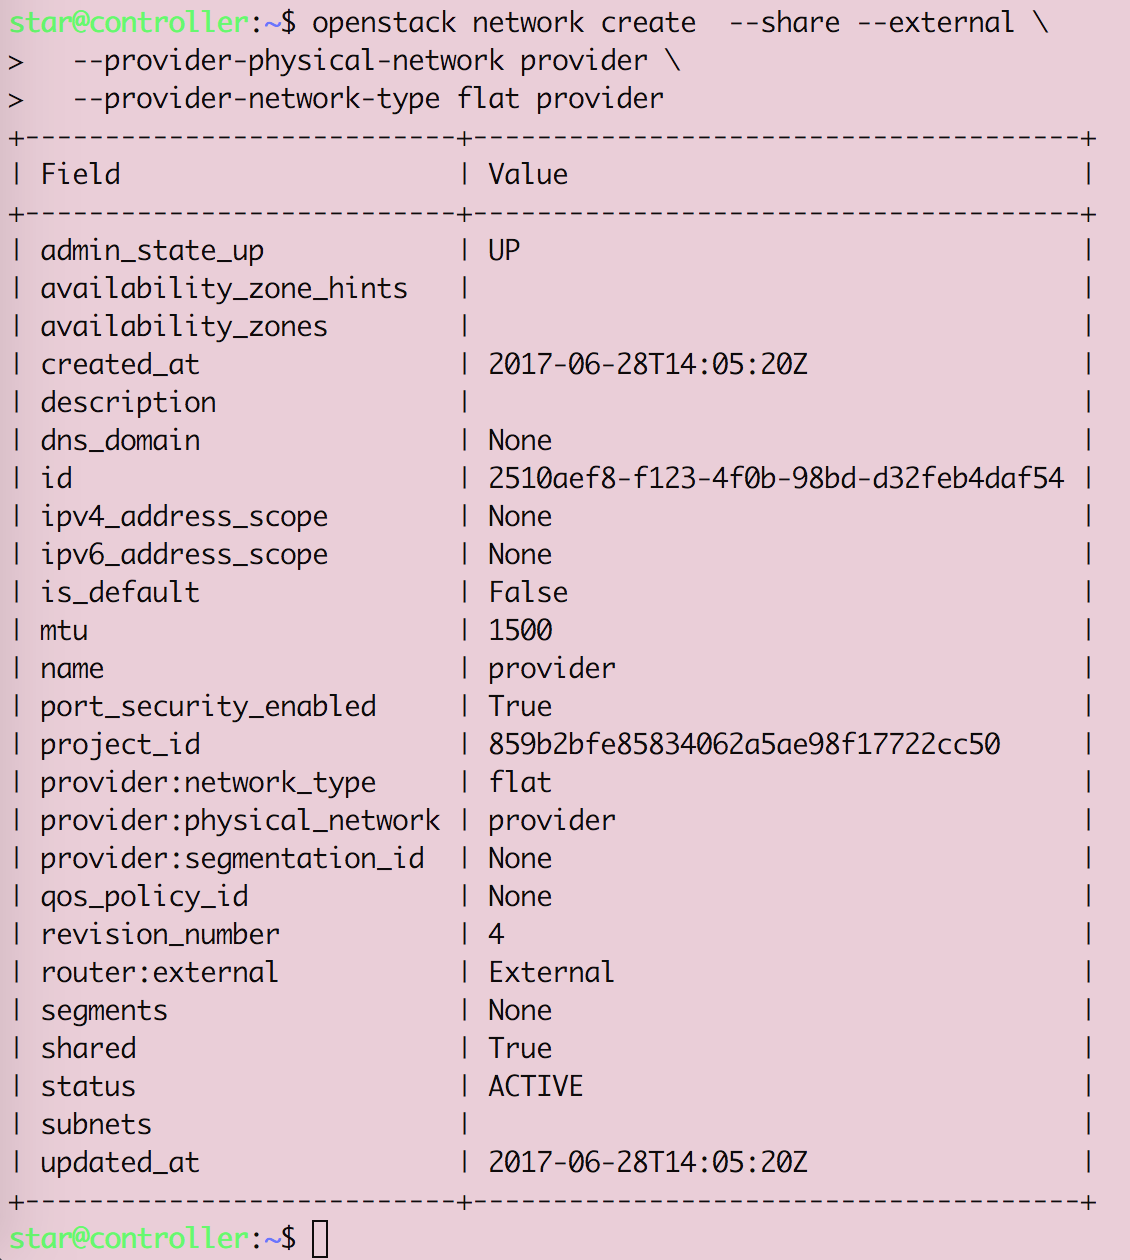 star@controller:~$ openstack network create  --share --external \
>   --provider-physical-network provider \
>   --provider-network-type flat provider
+---------------------------+--------------------------------------+
| Field                     | Value                                |
+---------------------------+--------------------------------------+
| admin_state_up            | UP                                   |
| availability_zone_hints   |                                      |
| availability_zones        |                                      |
| created_at                | 2017-06-28T14:05:20Z                 |
| description               |                                      |
| dns_domain                | None                                 |
| id                        | 2510aef8-f123-4f0b-98bd-d32feb4daf54 |
| ipv4_address_scope        | None                                 |
| ipv6_address_scope        | None                                 |
| is_default                | False                                |
| mtu                       | 1500                                 |
| name                      | provider                             |
| port_security_enabled     | True                                 |
| project_id                | 859b2bfe85834062a5ae98f17722cc50     |
| provider:network_type     | flat                                 |
| provider:physical_network | provider                             |
| provider:segmentation_id  | None                                 |
| qos_policy_id             | None                                 |
| revision_number           | 4                                    |
| router:external           | External                             |
| segments                  | None                                 |
| shared                    | True                                 |
| status                    | ACTIVE                               |
| subnets                   |                                      |
| updated_at                | 2017-06-28T14:05:20Z                 |
+---------------------------+--------------------------------------+
star@controller:~$